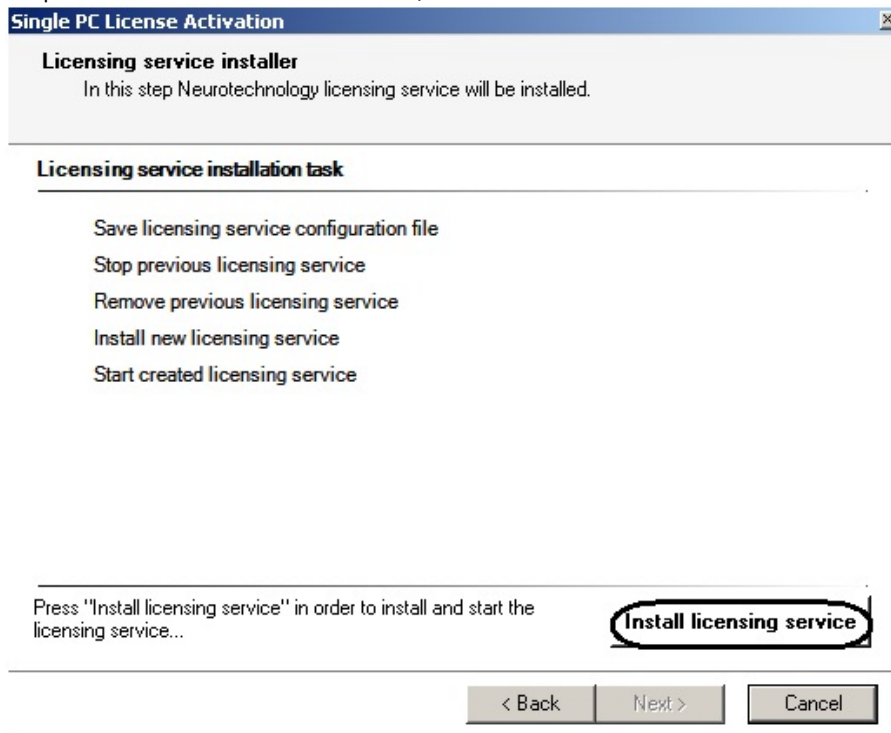 Single PC License Activation
Licensing service installer
In this step Neurotechnology licensing service will be installed.
Licensing service installation task
Save licensing service configuration file
Stop previous licensing service
Remove previous licensing service
Install new licensing service
Start created licensing service
Press "Install licensing service" in order to install and start the
licensing service...
Install licensing service
< Back
Next >
Cancel